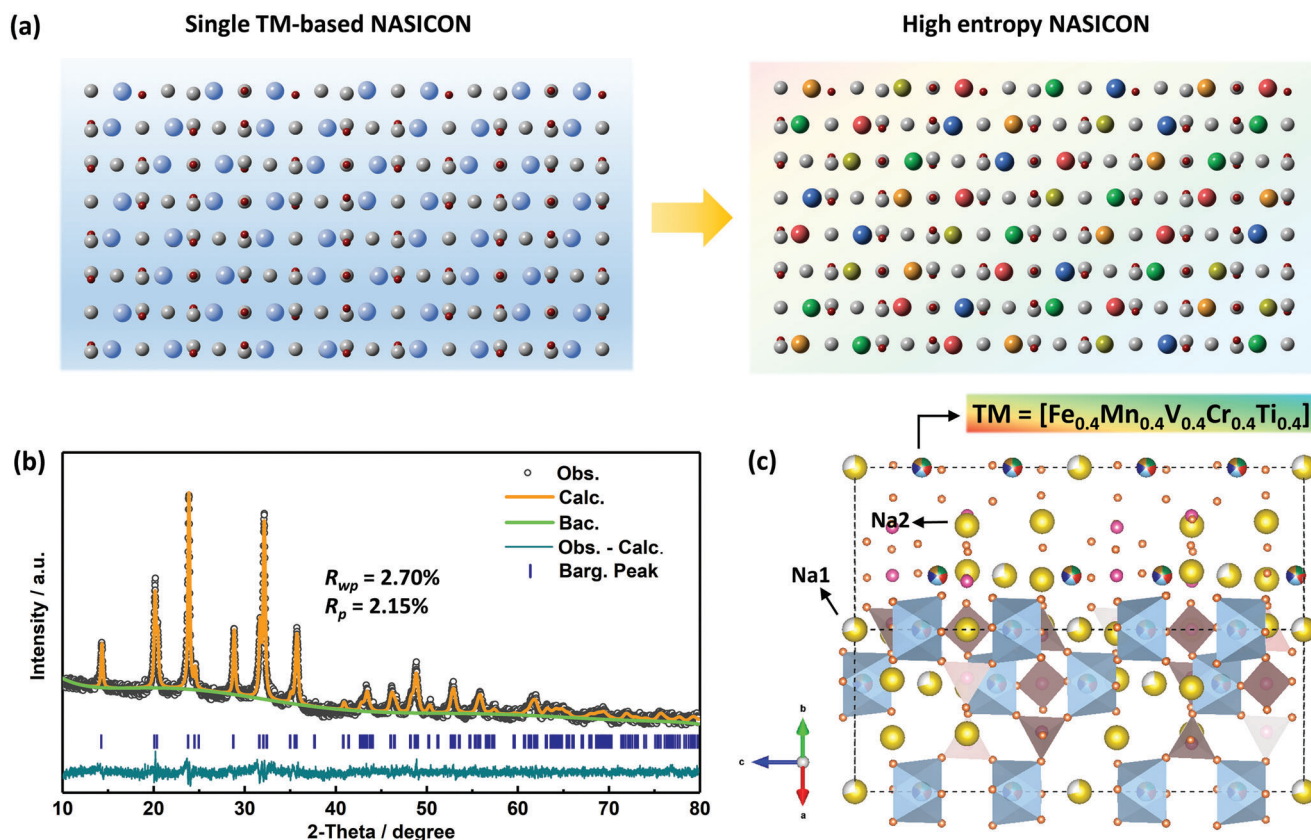 (a)
Single TM-based NASICON
High entropy NASICON
TM = [Fe0.4Mn0.4V0.4Cr0.4Ti0.4]
(b)
Obs.
Calc.
Bac.
Obs. - Calc.
Barg. Peak
Rwp = 2.70%
Rp = 2.15%
Intensity / a.u.
10 20 30 40 50 60 70 80
2-Theta / degree
(c)
Na2
Na1
b
c
a